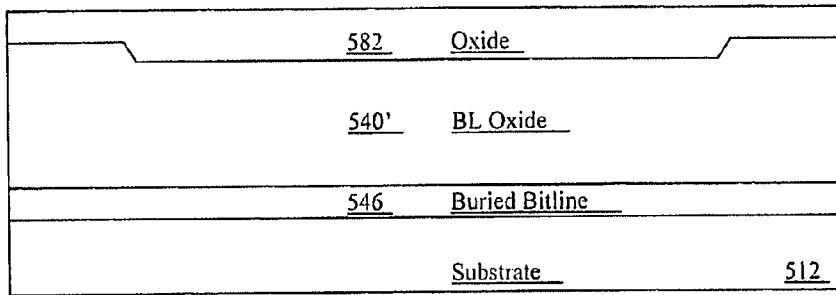 582 Oxide
540' BL Oxide
546 Buried Bitline
Substrate 512